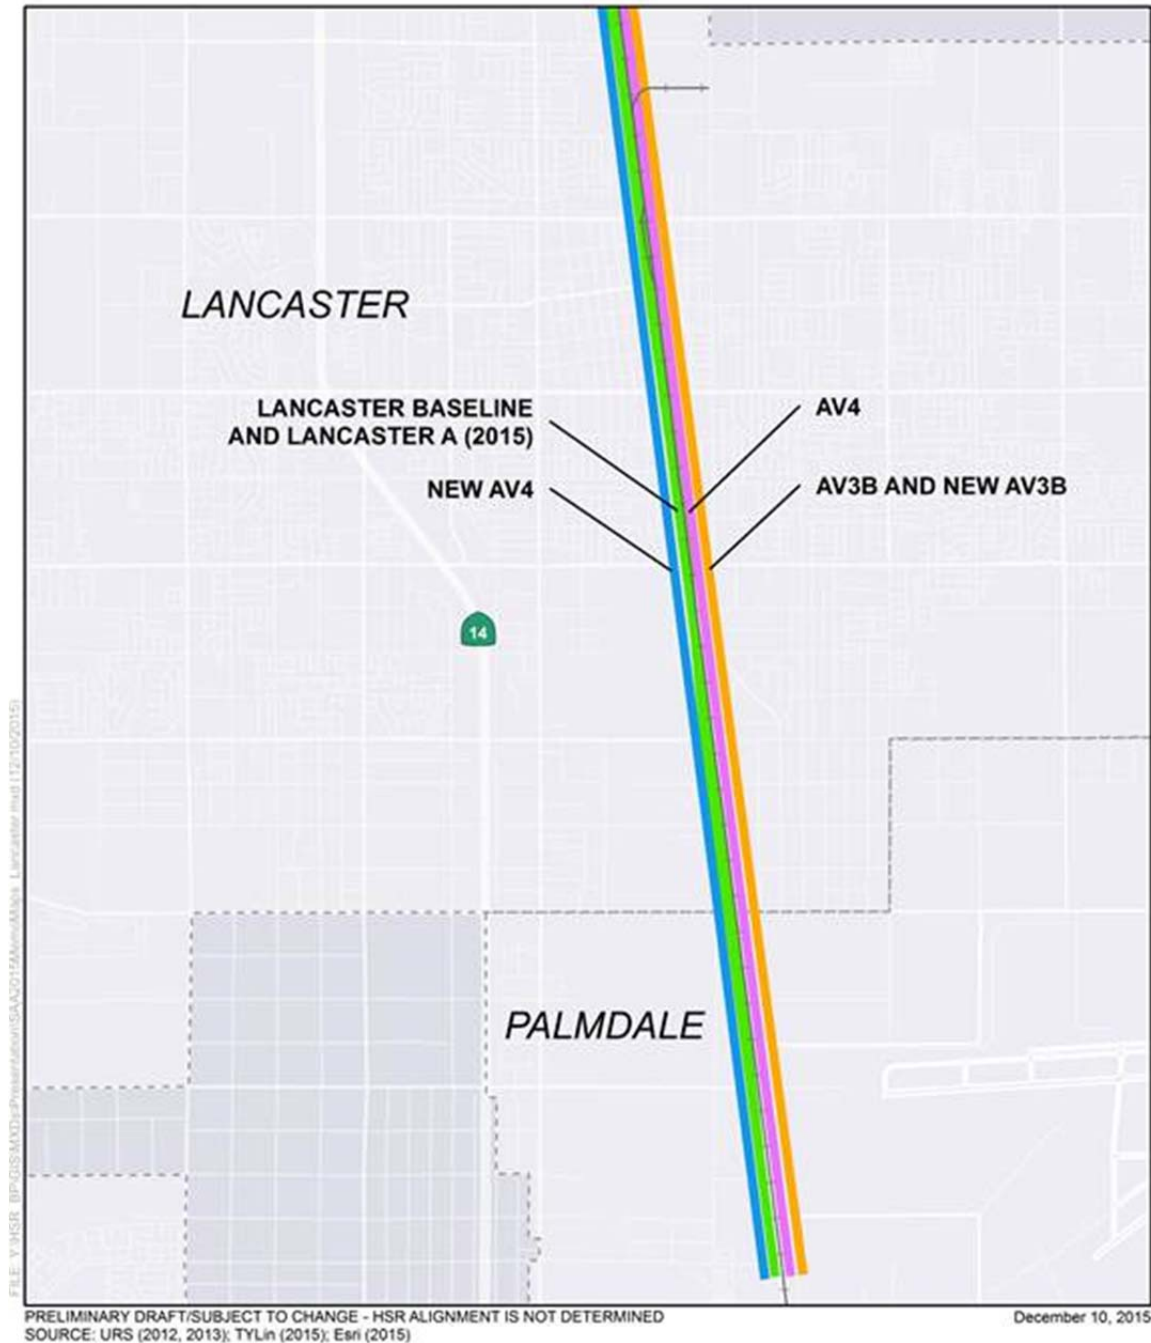 LANCASTER
LANCASTER BASELINE
AND LANCASTER A (2015)
AV4
NEW AV4
AV3B AND NEW AV3B
14
PALMDALE
PRELIMINARY DRAFT/SUBJECT TO CHANGE - HSR ALIGNMENT IS NOT DETERMINED
December 10, 2015
SOURCE: URS (2012, 2013); TYLin (2015); Esri (2015)